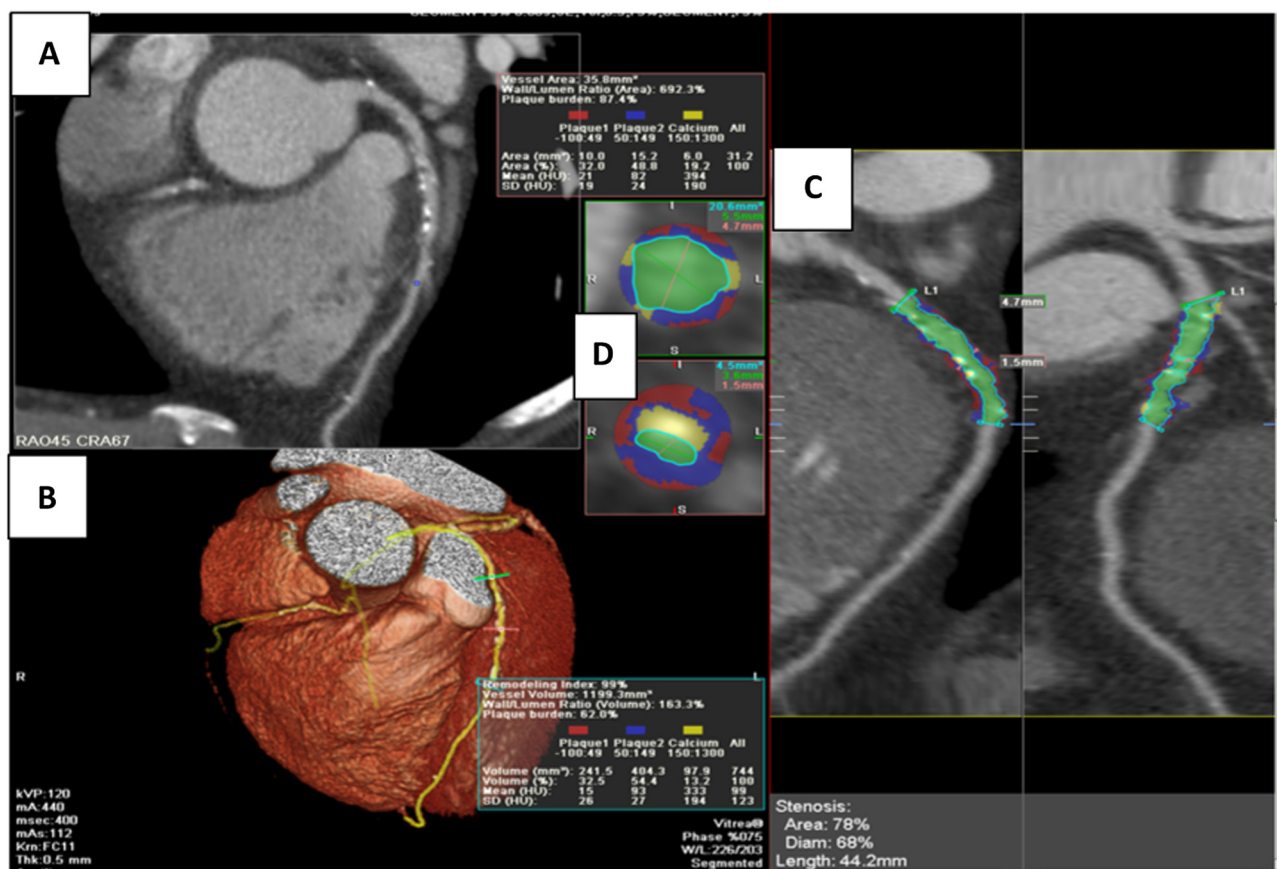 A
Vessel Area: 35.8mm²
Wall/Lumen Ratio (Area): 692.3%
Plaque burden: 87.4%
Plaque1 Plaque2 Calcium All
-100:49 50:149 150:1300
Area (mm²): 10.0 15.2 6.0 31.2
Area (%): 32.0 48.8 19.2 100
Mean (HU): 21 82 394
SD (HU): 19 24 190
RAO45 CRA67
I
20.6mm²
5.5mm
4.7mm
R L
S
D
I
4.5mm²
3.6mm
1.5mm
R L
S
C
L1
4.7mm
1.5mm
L1
B
R
L
Remodeling Index: 99%
Vessel Volume: 1199.3mm³
Wall/Lumen Ratio (Volume): 163.3%
Plaque burden: 62.0%
Plaque1 Plaque2 Calcium All
-100:49 50:149 150:1300
Volume (mm³): 241.5 404.3 97.9 744
Volume (%): 32.5 54.4 13.2 100
Mean (HU): 15 93 333 99
SD (HU): 26 27 194 123
kVP:120
mA:440
msec:400
mAs:112
Krn:FC11
Thk:0.5 mm
Vitrea®
Phase %075
W/L:226/203
Segmented
Stenosis:
Area: 78%
Diam: 68%
Length: 44.2mm